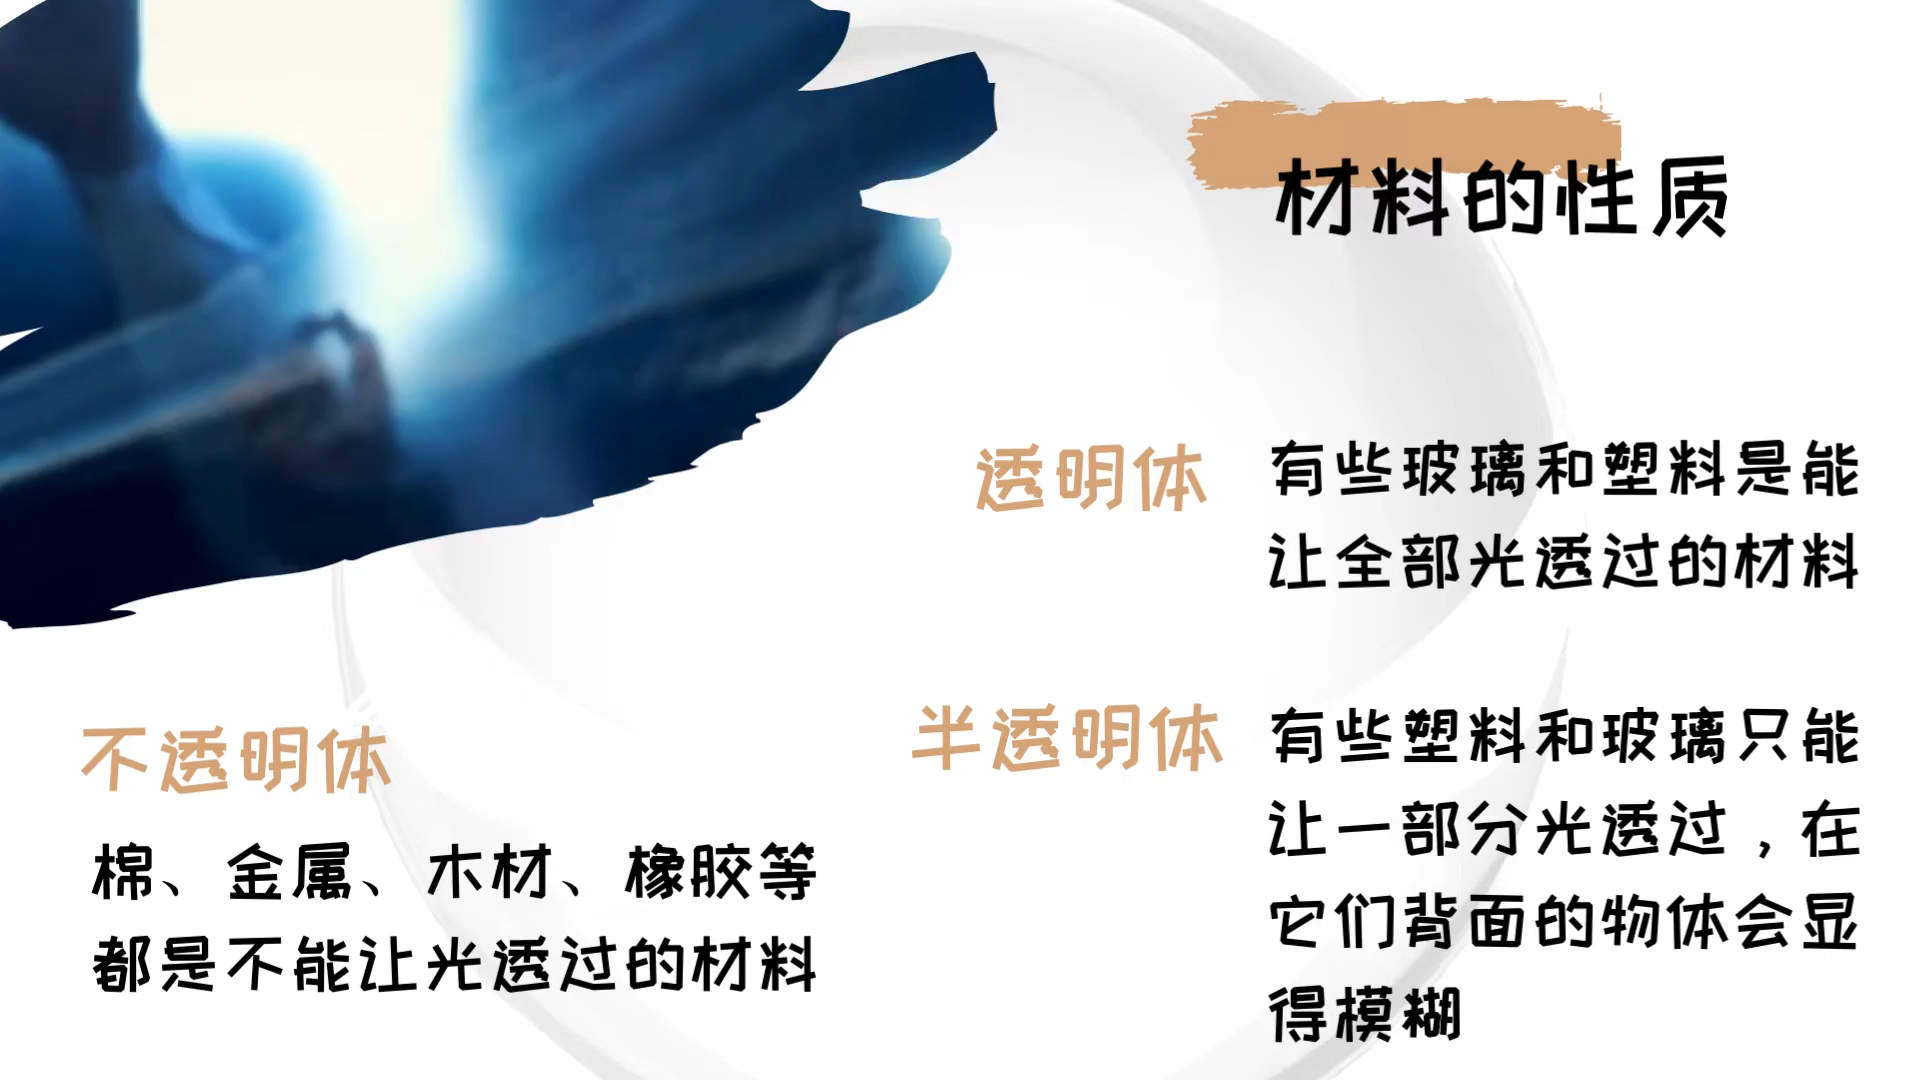 材料的性质
透明体
有些玻璃和塑料是能
让全部光透过的材料
半透明体
有些塑料和玻璃只能
让一部分光透过，在
它们背面的物体会显
得模糊
不透明体
棉、金属、木材、橡胶等
都是不能让光透过的材料